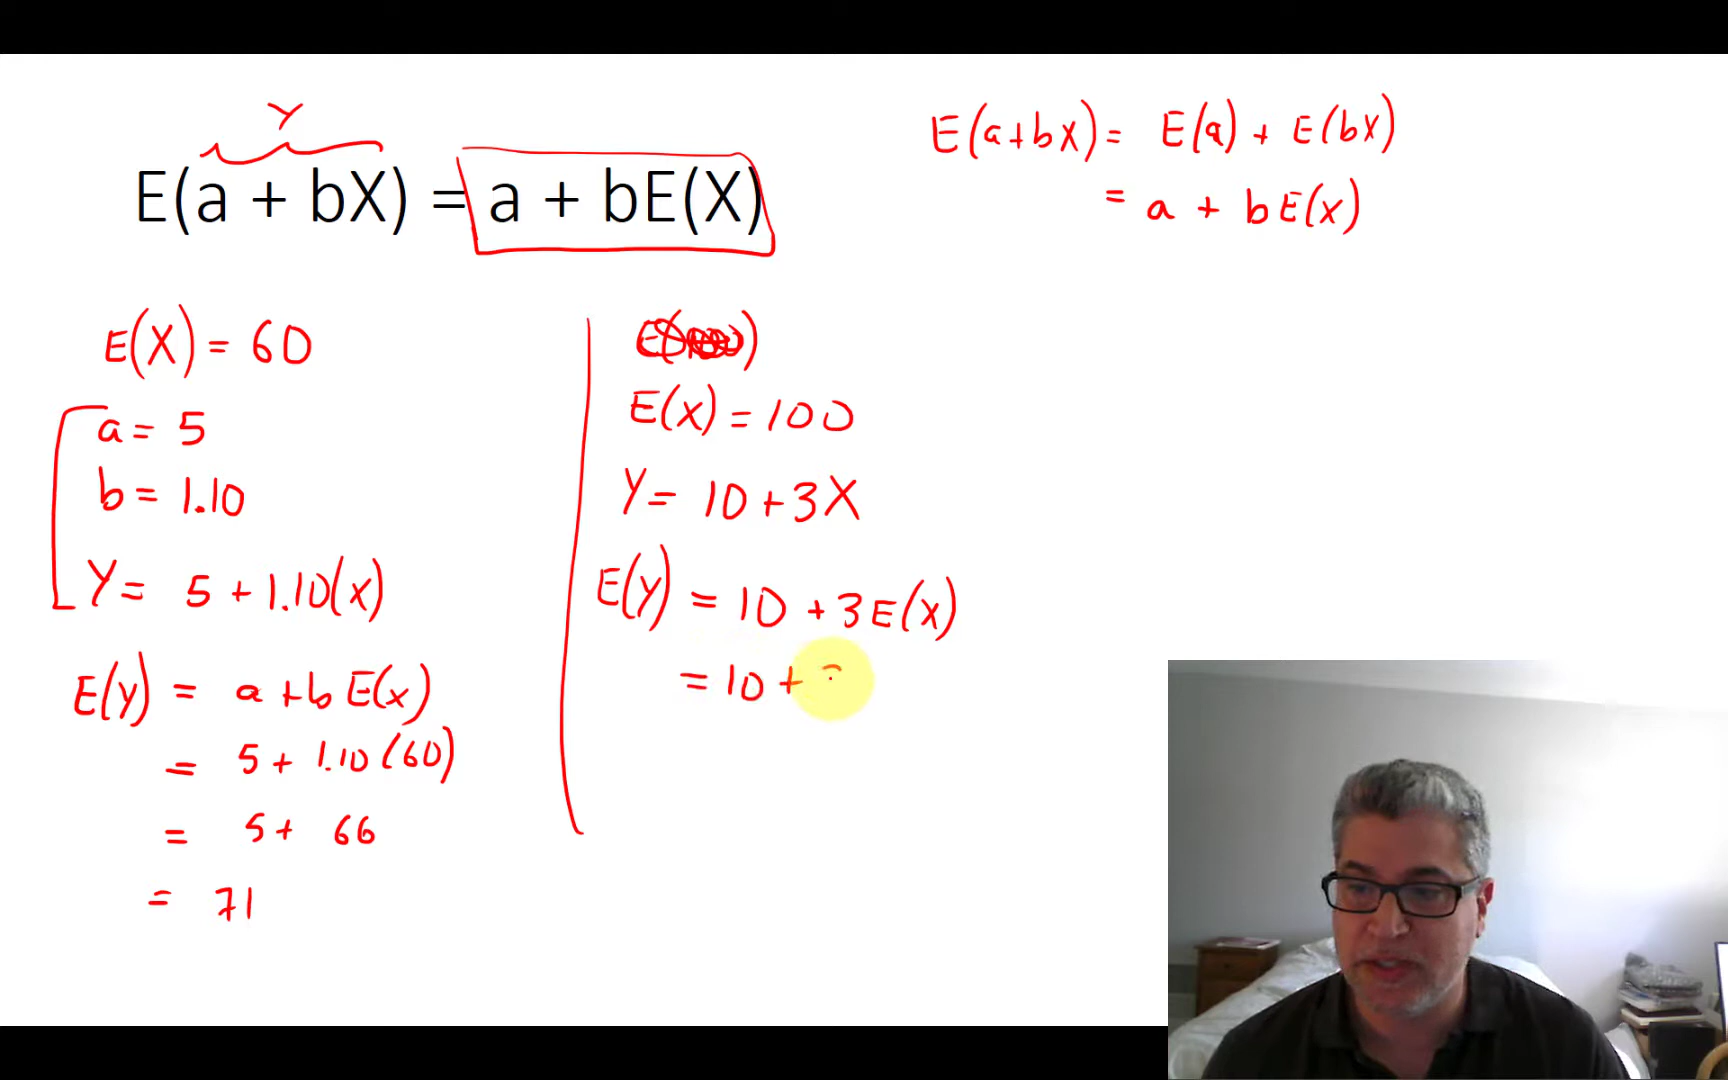 Y
E(a + bX) = a + bE(X)
E(a+bX) = E(a) + E(bX)
= a + bE(x)
E(X) = 60
a = 5
b = 1.10
Y = 5 + 1.10(x)
E(y) = a + b E(x)
= 5 + 1.10 (60)
= 5 + 66
= 71
E(x) = 100
Y = 10 + 3X
E(y) = 10 + 3E(x)
= 10 +